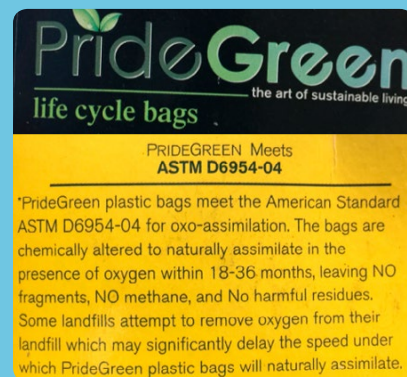 PrideGreen
the art of sustainable living
life cycle bags
PRIDEGREEN Meets
ASTM D6954-04
"PrideGreen plastic bags meet the American Standard
ASTM D6954-04 for oxo-assimilation. The bags are
chemically altered to naturally assimilate in the
presence of oxygen within 18-36 months, leaving NO
fragments, NO methane, and No harmful residues.
Some landfills attempt to remove oxygen from their
landfill which may significantly delay the speed under
which PrideGreen plastic bags will naturally assimilate.